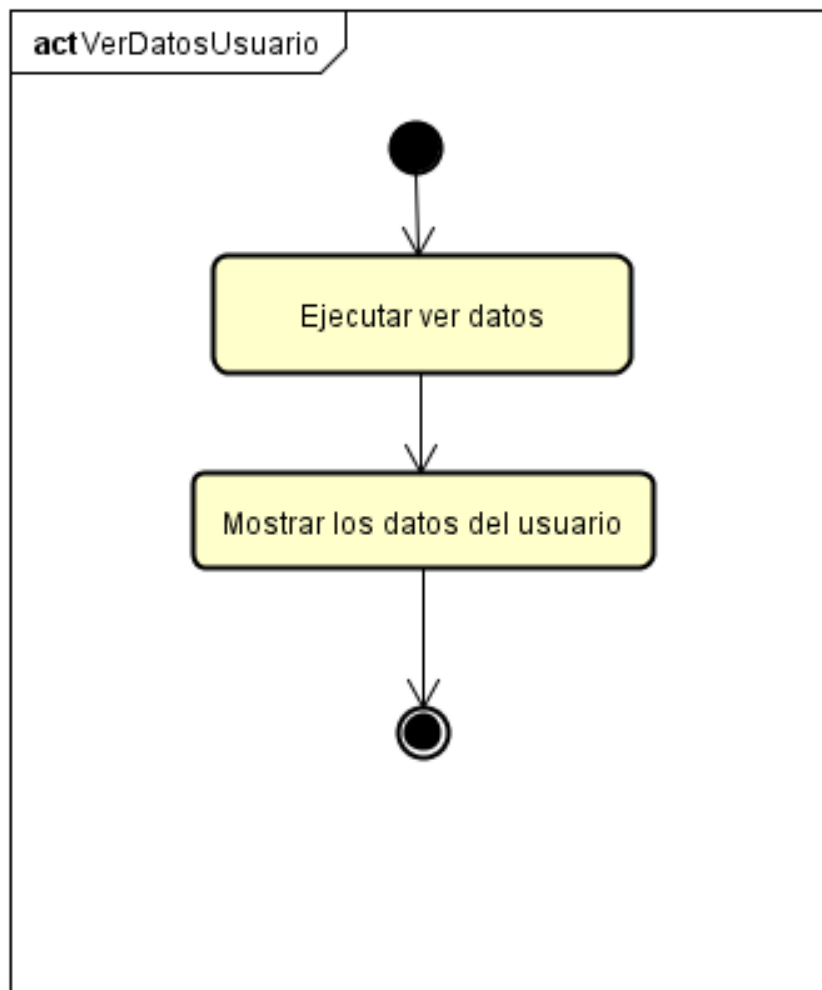 act VerDatosUsuario
Ejecutar ver datos
Mostrar los datos del usuario